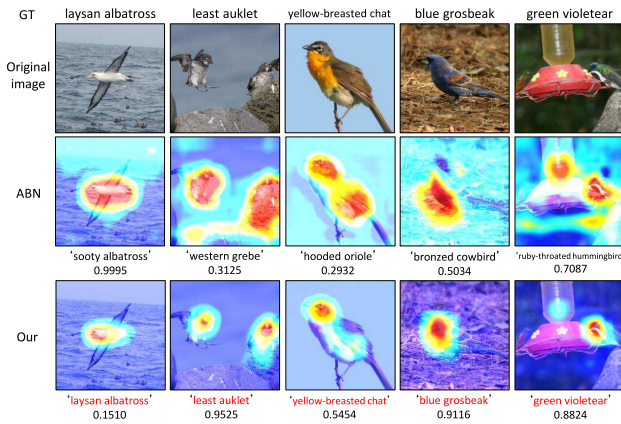 GT laysan albatross least auklet yellow-breasted chat blue grosbeak green violetear
Original
image
ABN
‘sooty albatross’ ‘western grebe’ ‘hooded oriole’ ‘bronzed cowbird’ ‘ruby-throated hummingbird’
0.9995 0.3125 0.2932 0.5034 0.7087
Our
‘laysan albatross’ ‘least auklet’ ‘yellow-breasted chat’ ‘blue grosbeak’ ‘green violetear’
0.1510 0.9525 0.5454 0.9116 0.8824